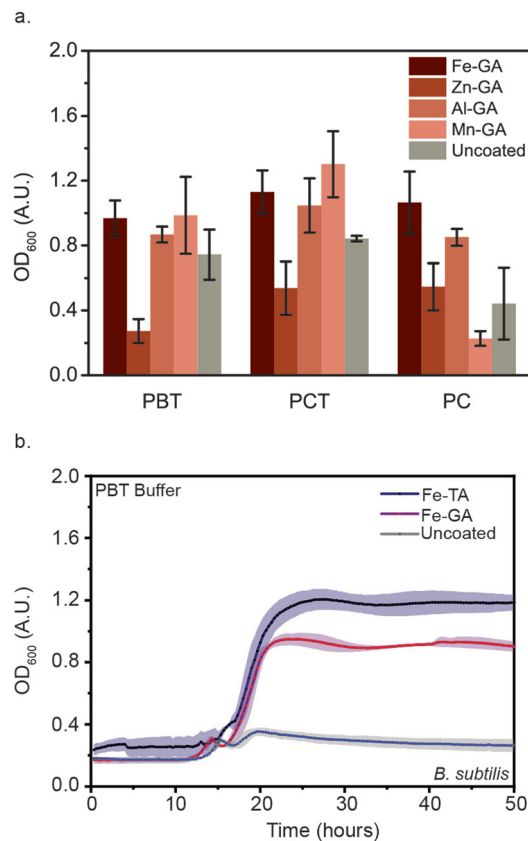 a.
2.0
1.6
1.2
0.8
0.4
0.0
OD600 (A.U.)
Fe-GA
Zn-GA
Al-GA
Mn-GA
Uncoated
PBT PCT PC
b.
2.0
1.6
1.2
0.8
0.4
0.0
OD600 (A.U.)
PBT Buffer
Fe-TA
Fe-GA
Uncoated
B. subtilis
0 10 20 30 40 50
Time (hours)